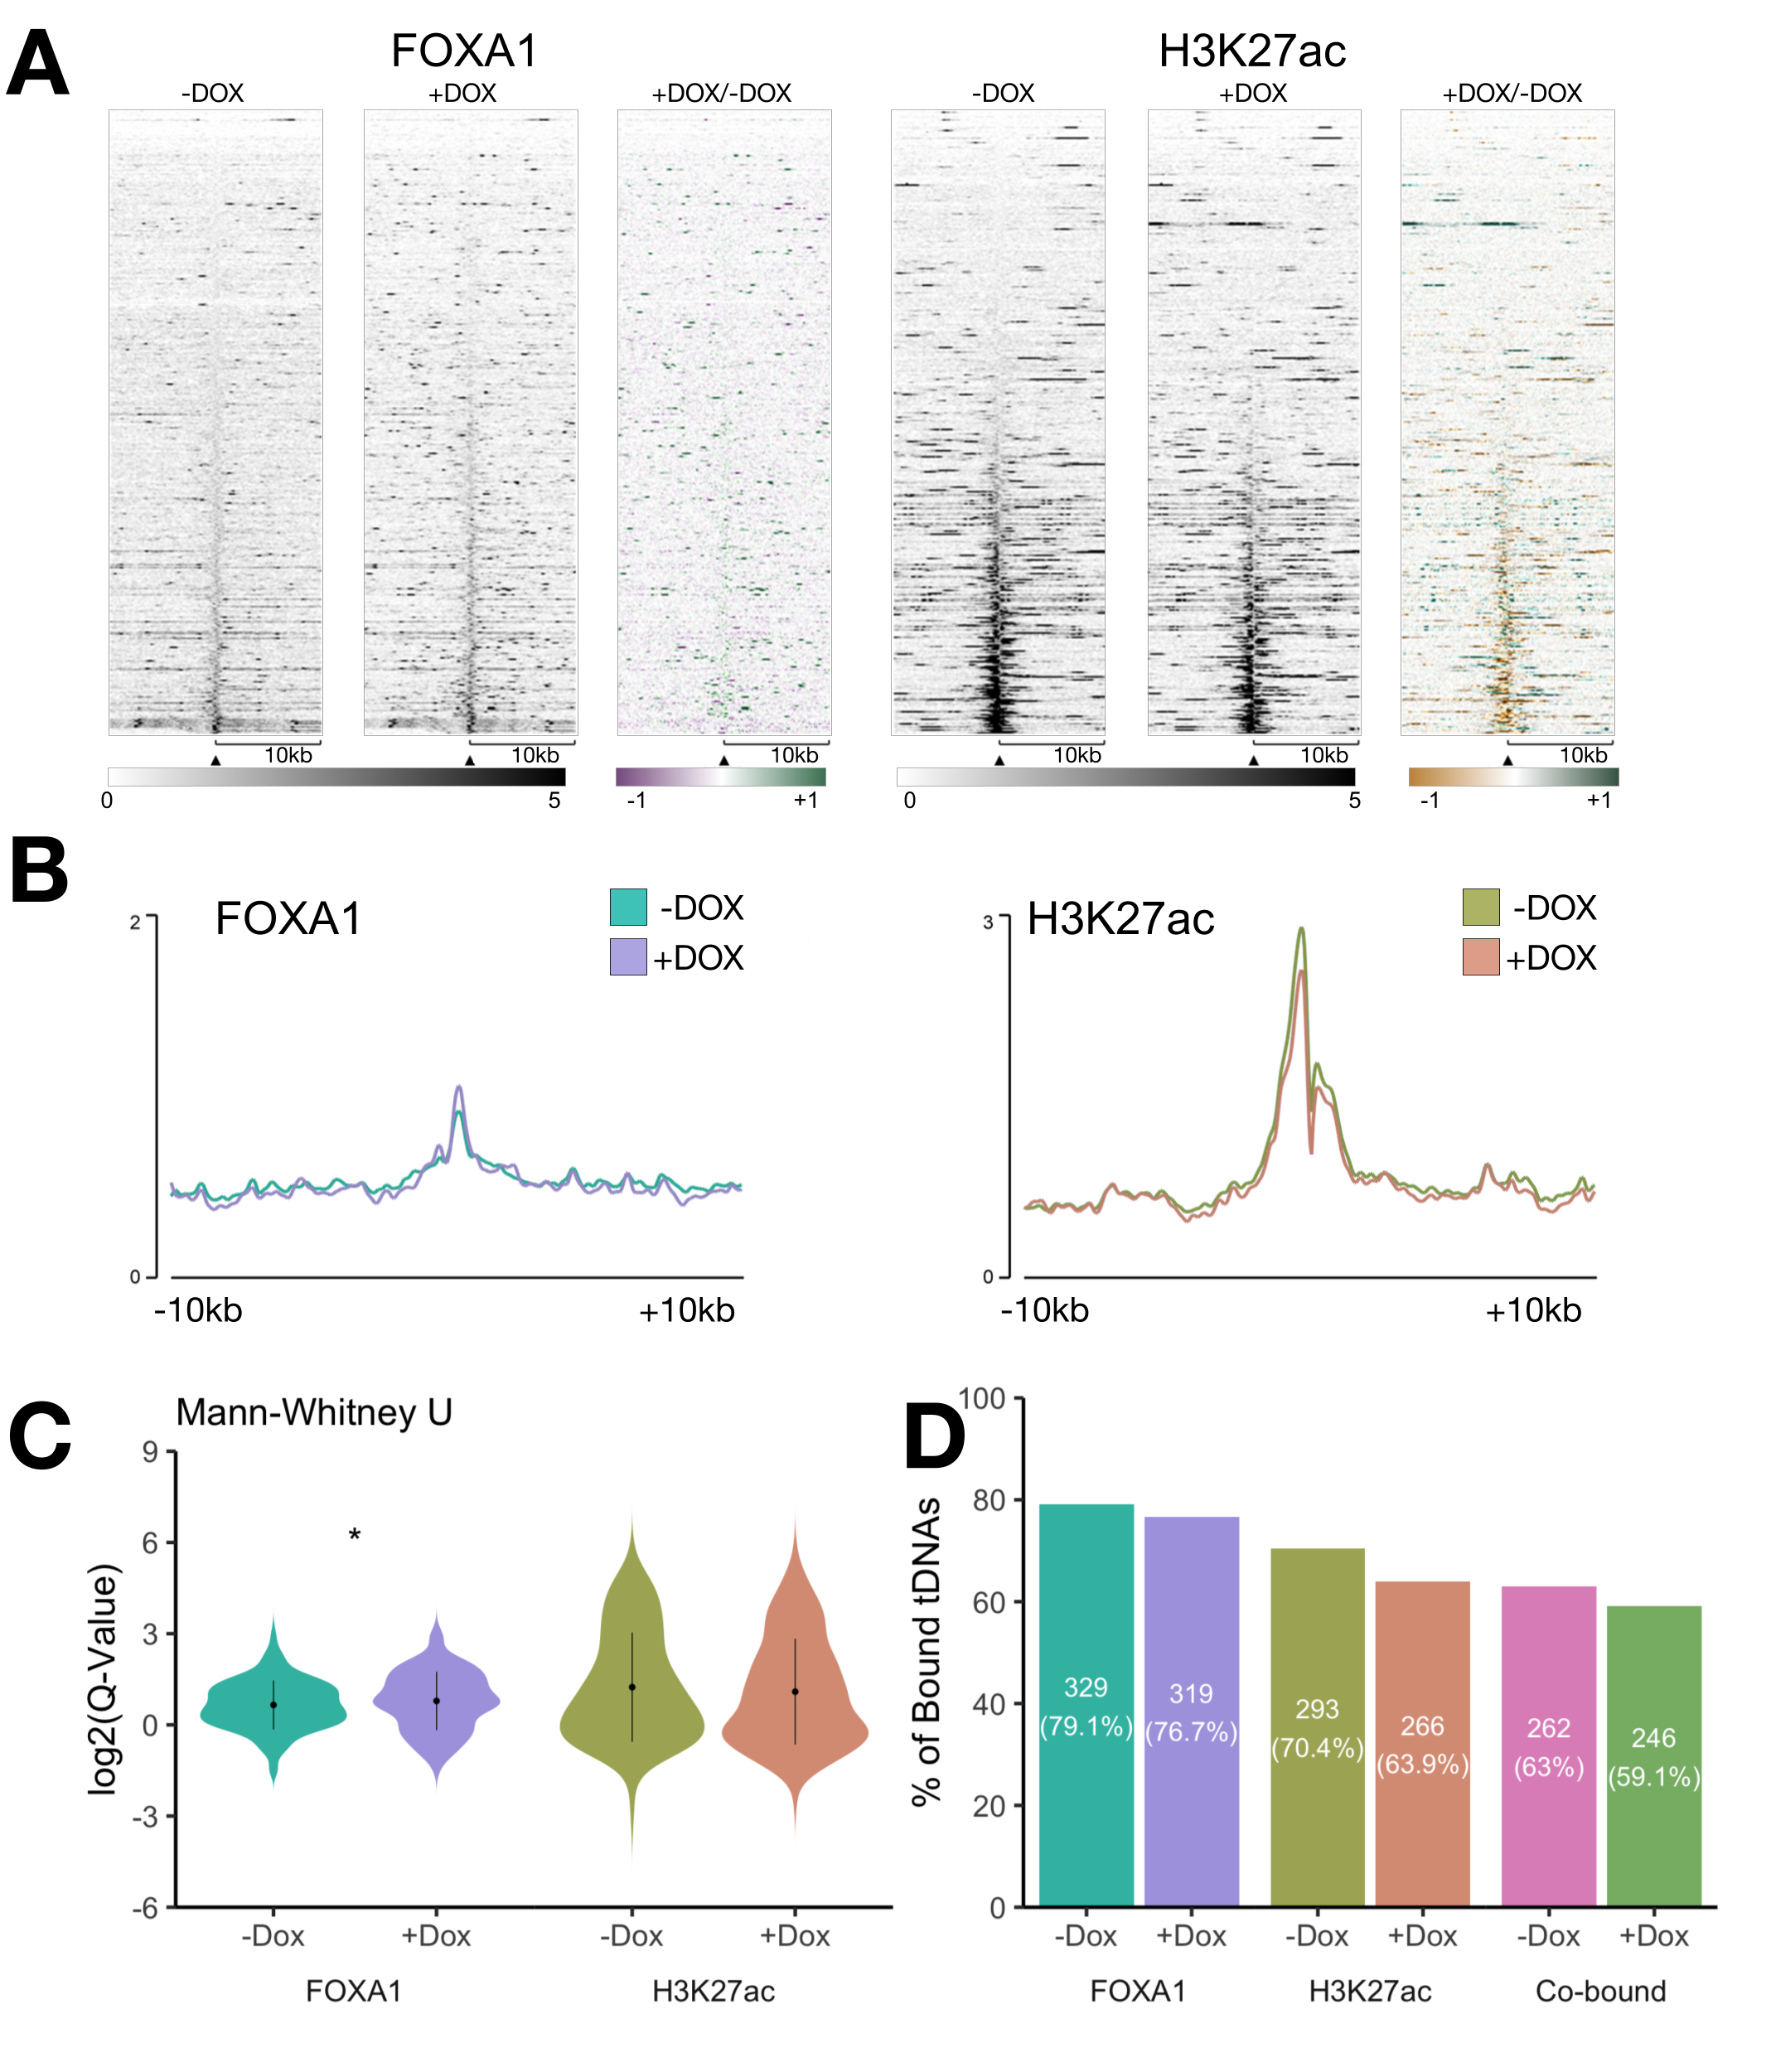 A
FOXA1
H3K27ac
-DOX
+DOX
+DOX/-DOX
-DOX
+DOX
+DOX/-DOX
10kb
10kb
10kb
10kb
10kb
10kb
0
5
-1
+1
0
5
-1
+1
B
2
FOXA1
-DOX
+DOX
0
-10kb
+10kb
3
H3K27ac
-DOX
+DOX
0
-10kb
+10kb
C
Mann-Whitney U
log2(Q-Value)
9
6
3
0
-3
-6
*
-Dox
+Dox
-Dox
+Dox
FOXA1
H3K27ac
D
% of Bound tDNAs
100
80
60
40
20
0
329
(79.1%)
319
(76.7%)
293
(70.4%)
266
(63.9%)
262
(63%)
246
(59.1%)
-Dox
+Dox
-Dox
+Dox
-Dox
+Dox
FOXA1
H3K27ac
Co-bound